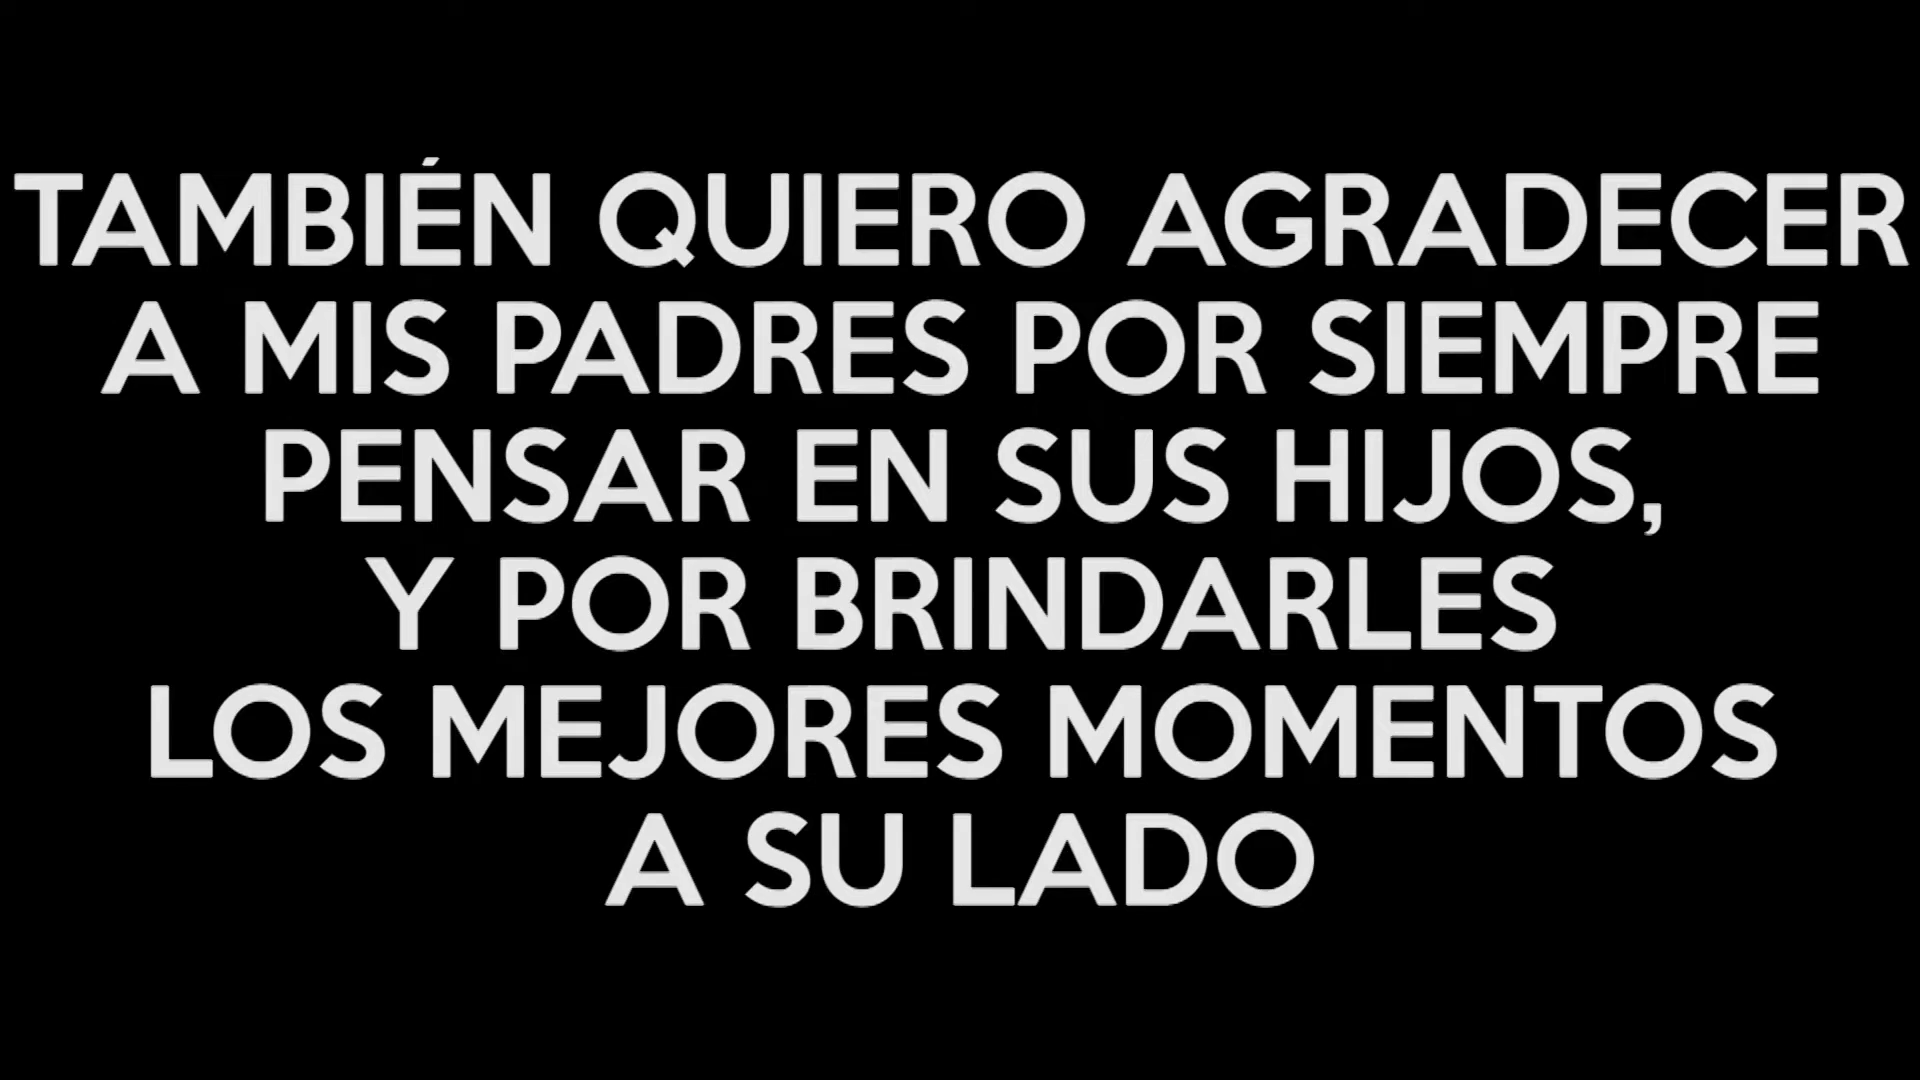 TAMBIÉN QUIERO AGRADECER
A MIS PADRES POR SIEMPRE
PENSAR EN SUS HIJOS,
Y POR BRINDARLES
LOS MEJORES MOMENTOS
A SU LADO